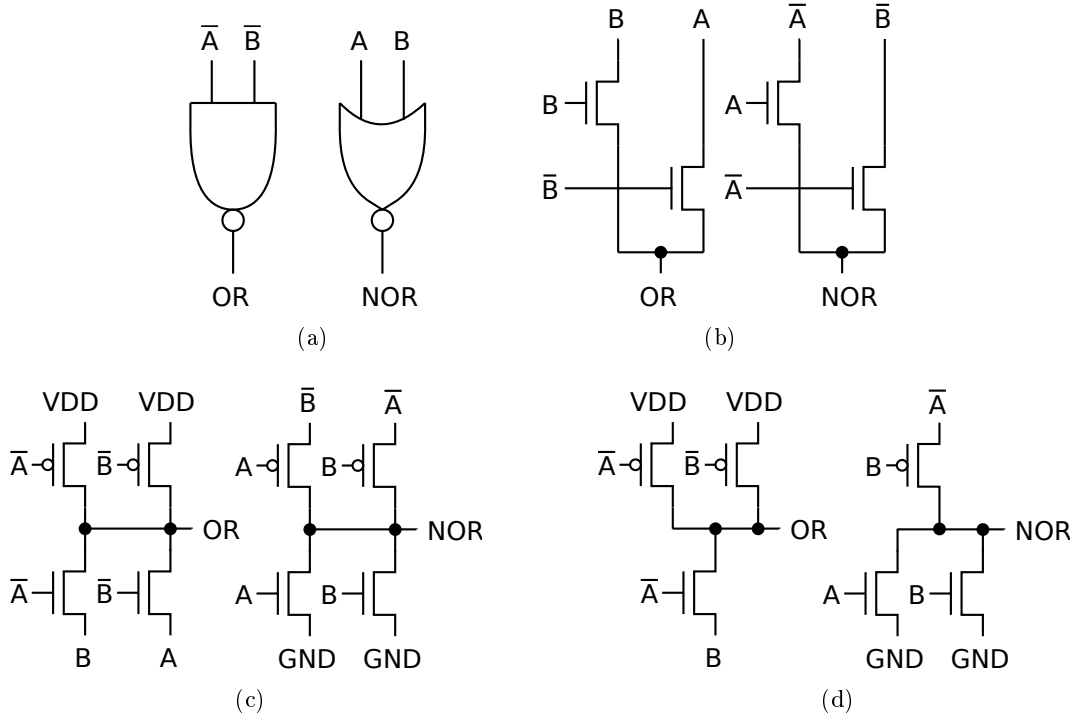 A̅ B̅ A B
OR NOR
(a)
B A A̅ B̅
B A
B̅ A̅
OR NOR
(b)
VDD VDD B̅ A̅
A̅ B̅ A B
OR NOR
A̅ B̅ A B
B A GND GND
(c)
VDD VDD A̅
A̅ B̅ B
OR NOR
A̅ A B
B GND GND
(d)